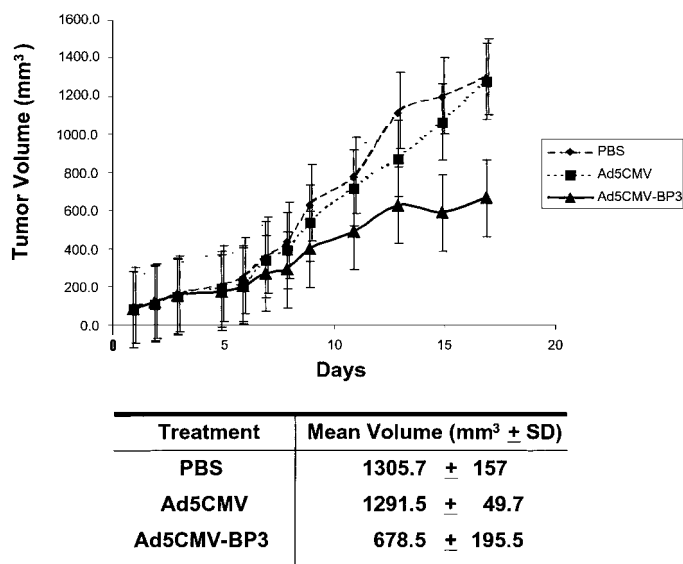 Tumor Volume (mm³)
1600.0
1400.0
1200.0
1000.0
800.0
600.0
400.0
200.0
0.0
0
5
10
15
20
Days
PBS
Ad5CMV
Ad5CMV-BP3
Treatment Mean Volume (mm³ ± SD)
PBS 1305.7 ± 157
Ad5CMV 1291.5 ± 49.7
Ad5CMV-BP3 678.5 ± 195.5